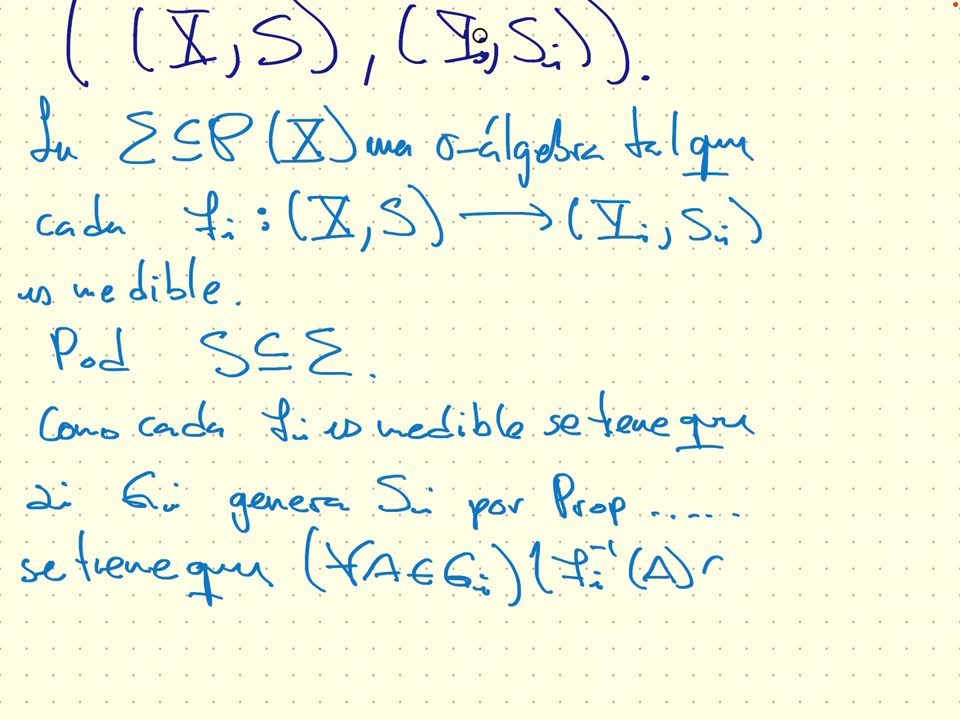 ((X,S),(Y_i,S_i)).
Sea Σ⊆P(X) una σ-álgebra tal que
cada f_i:(X,S)⟶(Y_i,S_i)
es medible.
Pod S⊆Σ.
Como cada f_i es medible se tiene que
si G_i genera S_i por Prop ......
se tiene que (∀A∈G_i)(f_i^{-1}(A)